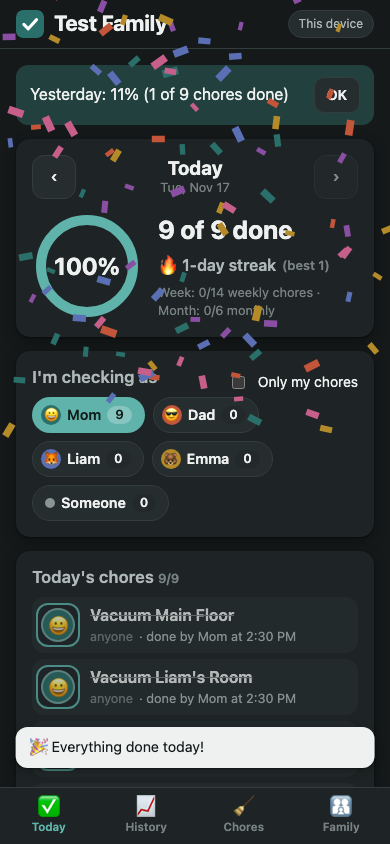 Test Family
This device
Yesterday: 11% (1 of 9 chores done)
OK
‹
Today
›
Tue, Nov 17
100%
9 of 9 done
🔥 1-day streak (best 1)
Week: 0/14 weekly chores ·
Month: 0/6 monthly
I'm checking as
Only my chores
Mom 9
Dad 0
Liam 0
Emma 0
Someone 0
Today's chores 9/9
Vacuum Main Floor
anyone · done by Mom at 2:30 PM
Vacuum Liam's Room
anyone · done by Mom at 2:30 PM
🎉 Everything done today!
Today
History
Chores
Family